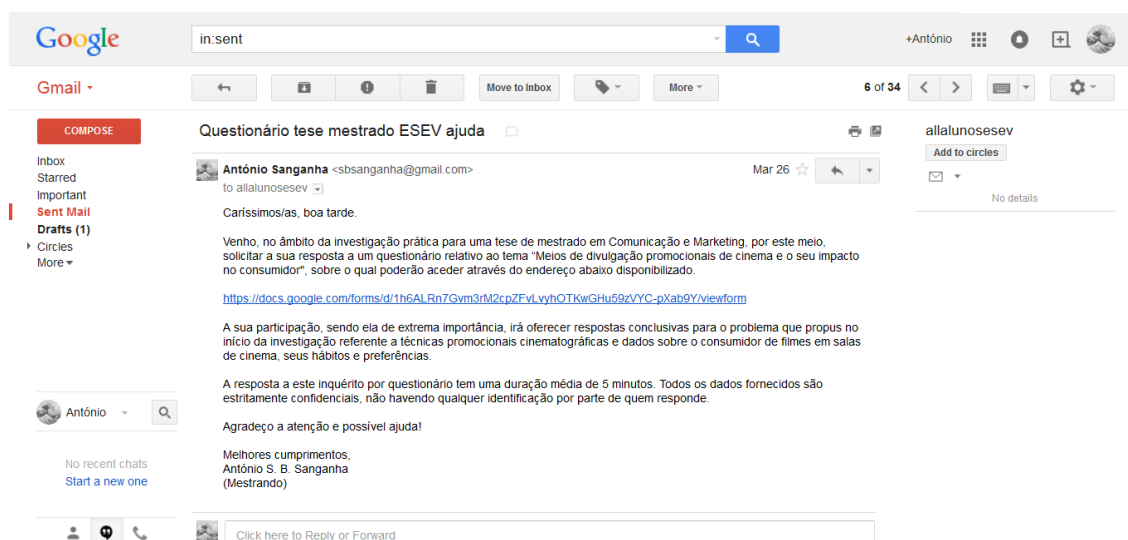 Google
in:sent
+António
Gmail
Move to Inbox
More
6 of 34
COMPOSE
Inbox
Starred
Important
Sent Mail
Drafts (1)
Circles
More
António
No recent chats
Start a new one
Questionário tese mestrado ESEV ajuda
António Sanganha <sbsanganha@gmail.com>
Mar 26
to allalunosesev
Caríssimos/as, boa tarde.
Venho, no âmbito da investigação prática para uma tese de mestrado em Comunicação e Marketing, por este meio,
solicitar a sua resposta a um questionário relativo ao tema "Meios de divulgação promocionais de cinema e o seu impacto
no consumidor", sobre o qual poderão aceder através do endereço abaixo disponibilizado.
https://docs.google.com/forms/d/1h6ALRn7Gvm3rM2cpZFvLvyhOTKwGHu59zVYC-pXab9Y/viewform
A sua participação, sendo ela de extrema importância, irá oferecer respostas conclusivas para o problema que propus no
início da investigação referente a técnicas promocionais cinematográficas e dados sobre o consumidor de filmes em salas
de cinema, seus hábitos e preferências.
A resposta a este inquérito por questionário tem uma duração média de 5 minutos. Todos os dados fornecidos são
estritamente confidenciais, não havendo qualquer identificação por parte de quem responde.
Agradeço a atenção e possível ajuda!
Melhores cumprimentos,
António S. B. Sanganha
(Mestrando)
Click here to Reply or Forward
allalunosesev
Add to circles
No details